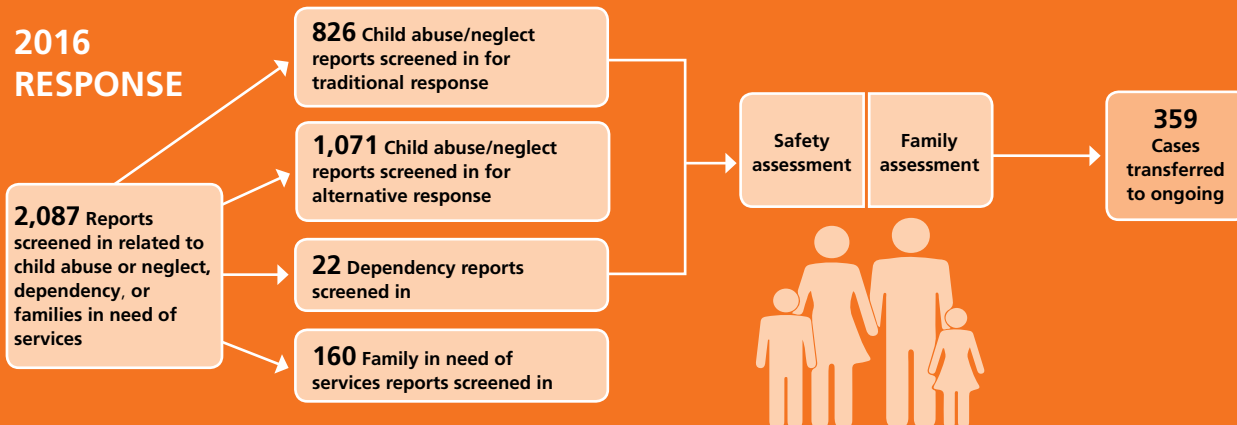 2016
RESPONSE
2,087 Reports
screened in related to
child abuse or neglect,
dependency, or
families in need of
services
826 Child abuse/neglect
reports screened in for
traditional response
1,071 Child abuse/neglect
reports screened in for
alternative response
22 Dependency reports
screened in
160 Family in need of
services reports screened in
Safety
assessment
Family
assessment
359
Cases
transferred
to ongoing